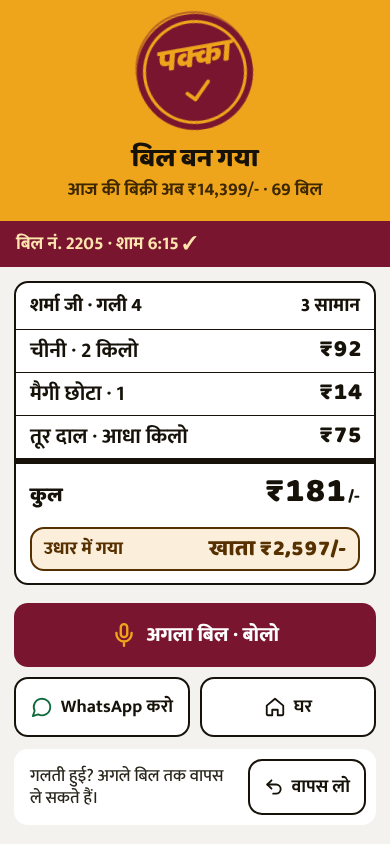 पक्का
बिल बन गया
आज की बिक्री अब ₹14,399/- · 69 बिल
बिल नं. 2205 · शाम 6:15 ✓
शर्मा जी · गली 4 3 सामान
चीनी · 2 किलो ₹92
मैगी छोटा · 1 ₹14
तूर दाल · आधा किलो ₹75
कुल ₹181/-
उधार में गया खाता ₹2,597/-
अगला बिल · बोलो
WhatsApp करो घर
गलती हुई? अगले बिल तक वापस
ले सकते हैं।
वापस लो